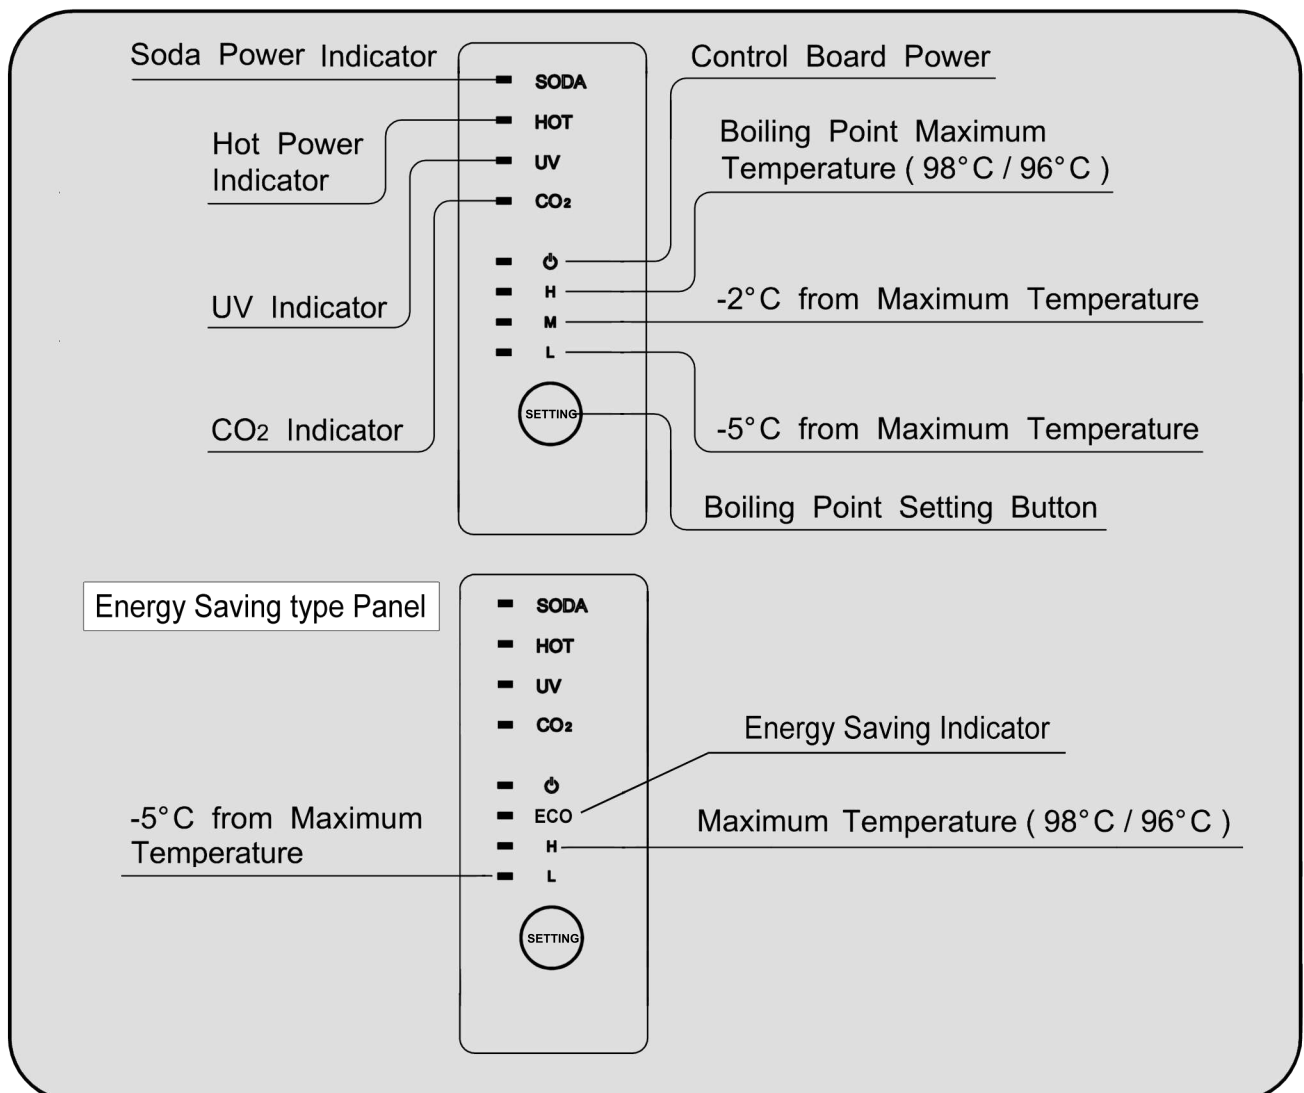 Soda Power Indicator
SODA
Control Board Power
HOT
Hot Power
Indicator
Boiling Point Maximum
Temperature ( 98°C / 96°C )
UV
CO2
H
UV Indicator
-2°C from Maximum Temperature
M
L
SETTING
CO2 Indicator
-5°C from Maximum Temperature
Boiling Point Setting Button
Energy Saving type Panel
SODA
HOT
UV
CO2
Energy Saving Indicator
ECO
-5°C from Maximum
Temperature
Maximum Temperature ( 98°C / 96°C )
H
L
SETTING